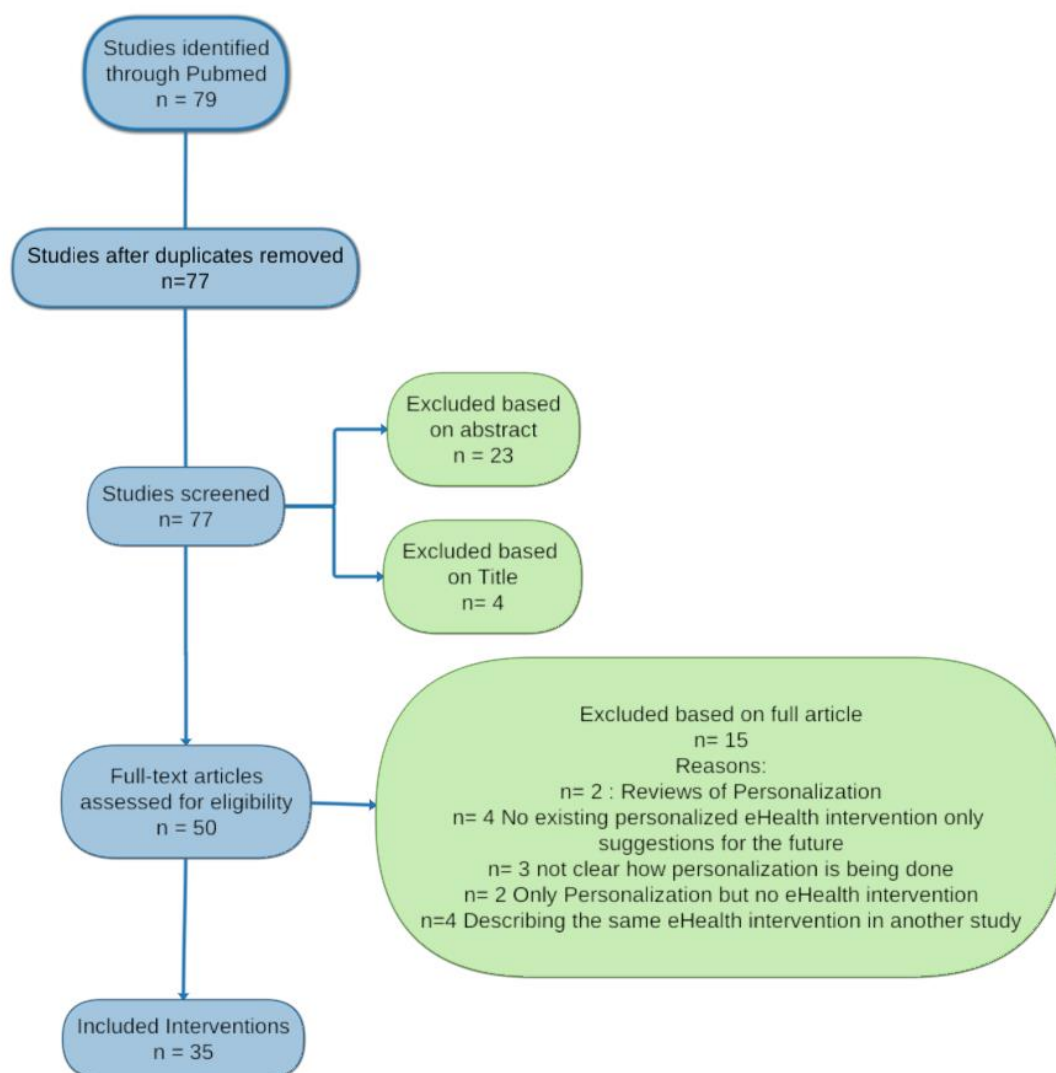 Studies identified
through Pubmed
n = 79
Studies after duplicates removed
n=77
Studies screened
n= 77
Excluded based
on abstract
n = 23
Excluded based
on Title
n= 4
Full-text articles
assessed for eligibility
n = 50
Excluded based on full article
n= 15
Reasons:
n= 2 : Reviews of Personalization
n= 4 No existing personalized eHealth intervention only
suggestions for the future
n= 3 not clear how personalization is being done
n= 2 Only Personalization but no eHealth intervention
n=4 Describing the same eHealth intervention in another study
Included Interventions
n = 35